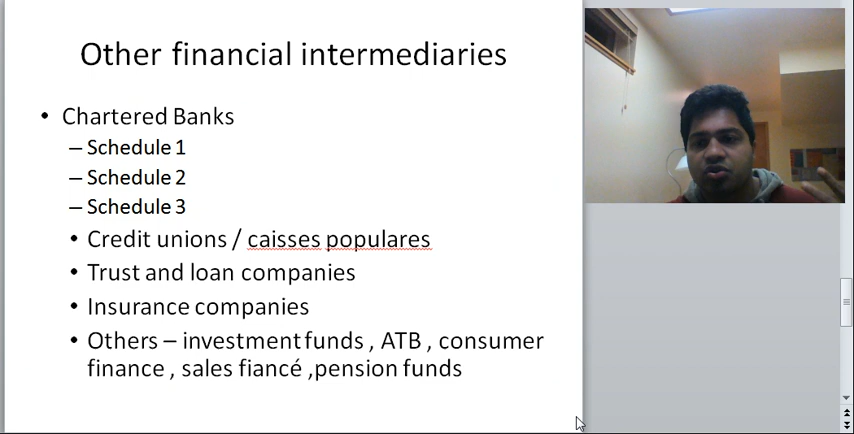 Other financial intermediaries
• Chartered Banks
– Schedule 1
– Schedule 2
– Schedule 3
• Credit unions / caisses populares
• Trust and loan companies
• Insurance companies
• Others – investment funds , ATB , consumer
finance , sales fiancé ,pension funds